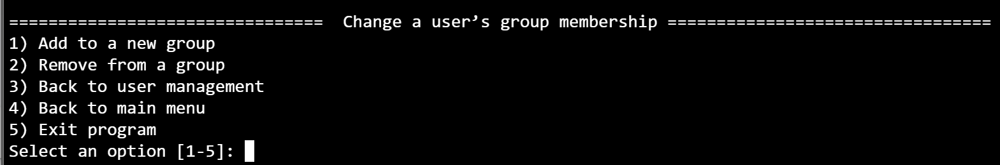 ================================  Change a user’s group membership =================================
1) Add to a new group
2) Remove from a group
3) Back to user management
4) Back to main menu
5) Exit program
Select an option [1-5]: